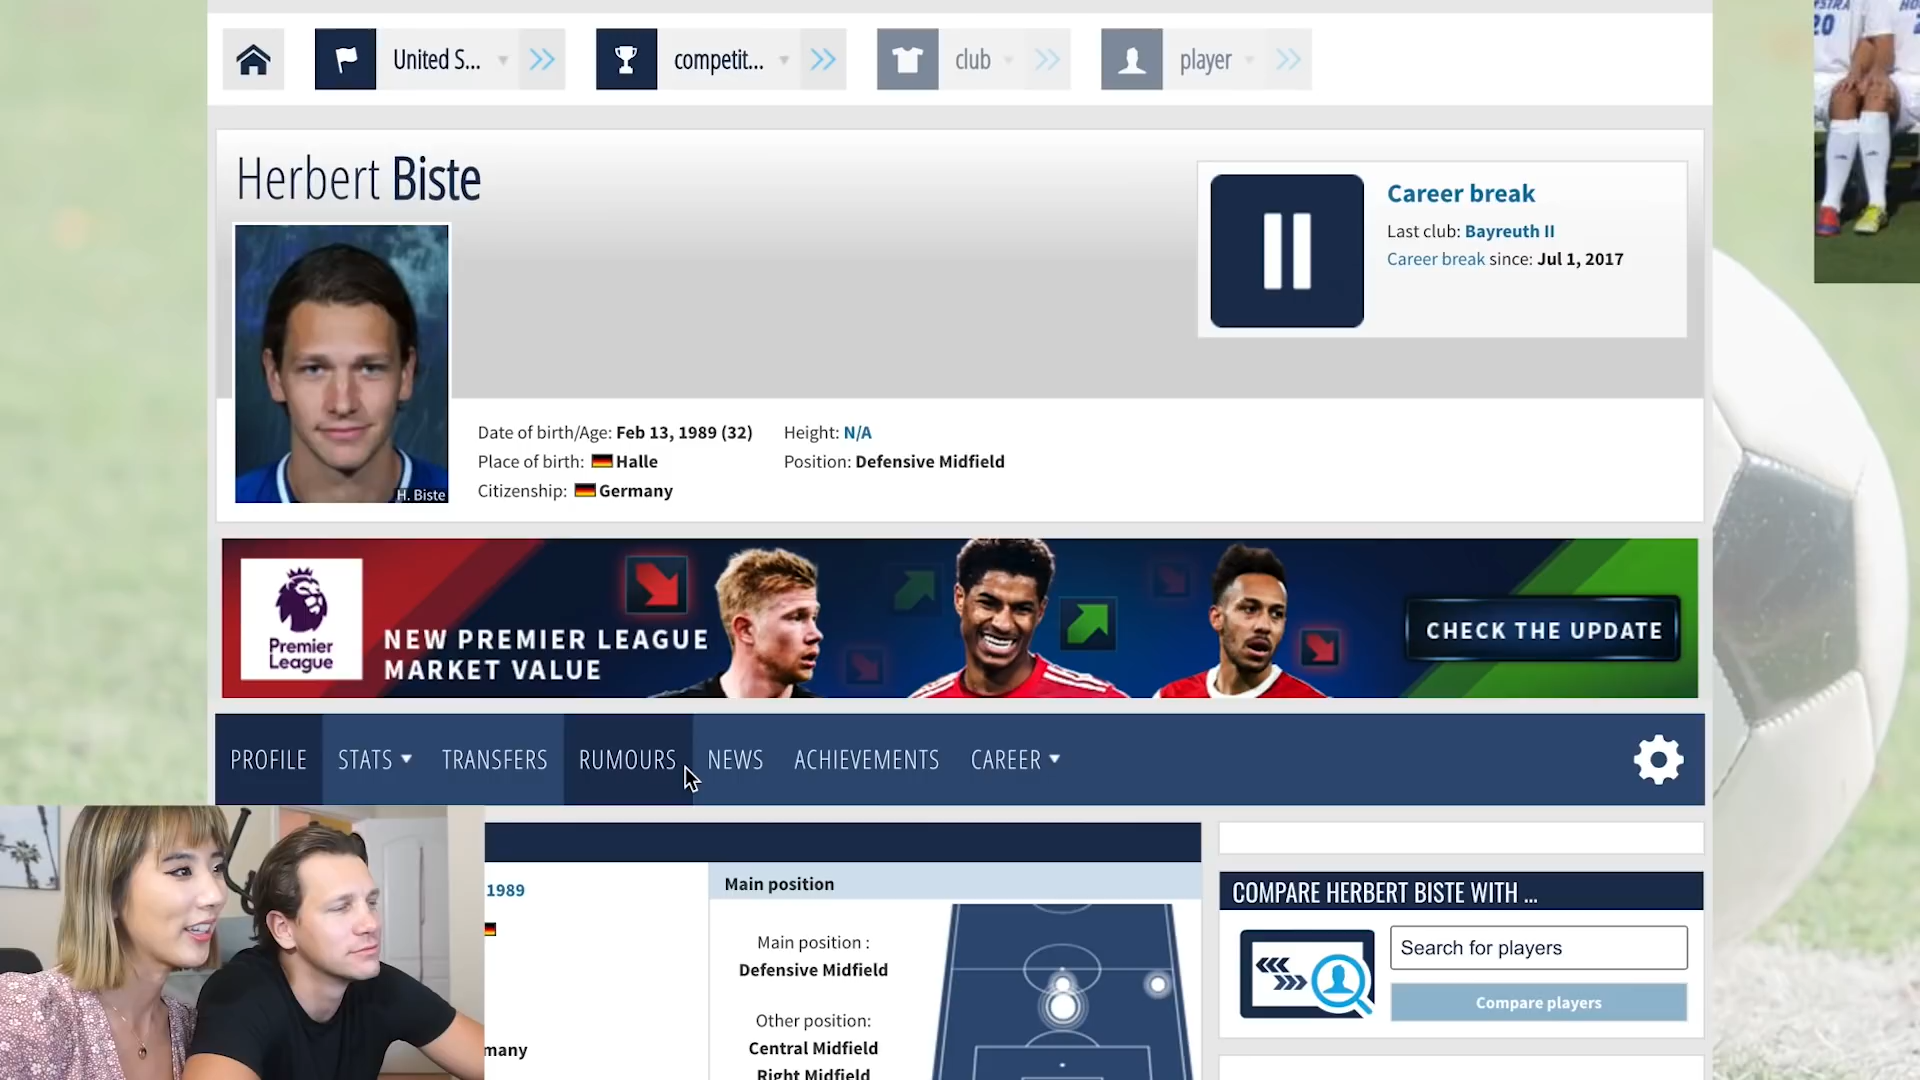 United S...
competit...
club
player
Herbert Biste
H. Biste
Career break
Last club: Bayreuth II
Career break since: Jul 1, 2017
Date of birth/Age: Feb 13, 1989 (32)
Place of birth: Halle
Citizenship: Germany
Height: N/A
Position: Defensive Midfield
Premier
League
NEW PREMIER LEAGUE
MARKET VALUE
CHECK THE UPDATE
PROFILE
STATS
TRANSFERS
RUMOURS
NEWS
ACHIEVEMENTS
CAREER
1989
many
Main position
Main position :
Defensive Midfield
Other position:
Central Midfield
Right Midfield
COMPARE HERBERT BISTE WITH ...
Search for players
Compare players
20